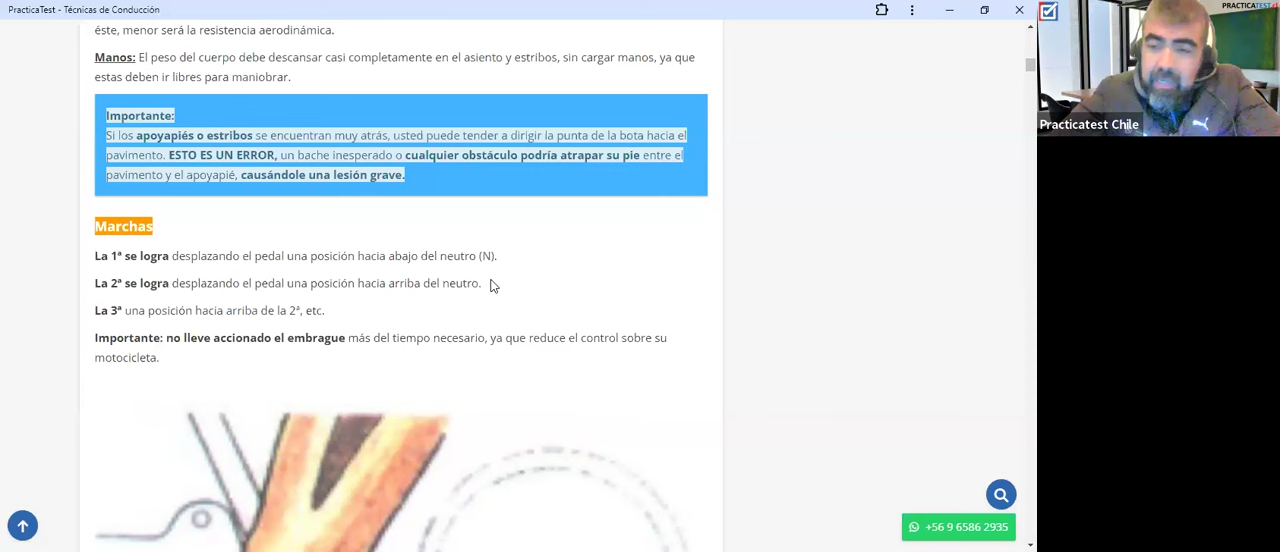 PracticaTest - Técnicas de Conducción
éste, menor será la resistencia aerodinámica.
Manos: El peso del cuerpo debe descansar casi completamente en el asiento y estribos, sin cargar manos, ya que
estas deben ir libres para maniobrar.
Importante:
Si los apoyapiés o estribos se encuentran muy atrás, usted puede tender a dirigir la punta de la bota hacia el
pavimento. ESTO ES UN ERROR, un bache inesperado o cualquier obstáculo podría atrapar su pie entre el
pavimento y el apoyapié, causándole una lesión grave.
Marchas
La 1ª se logra desplazando el pedal una posición hacia abajo del neutro (N).
La 2ª se logra desplazando el pedal una posición hacia arriba del neutro.
La 3ª una posición hacia arriba de la 2ª, etc.
Importante: no lleve accionado el embrague más del tiempo necesario, ya que reduce el control sobre su
motocicleta.
+56 9 6586 2935
PRACTICATEST.cl
Practicatest Chile